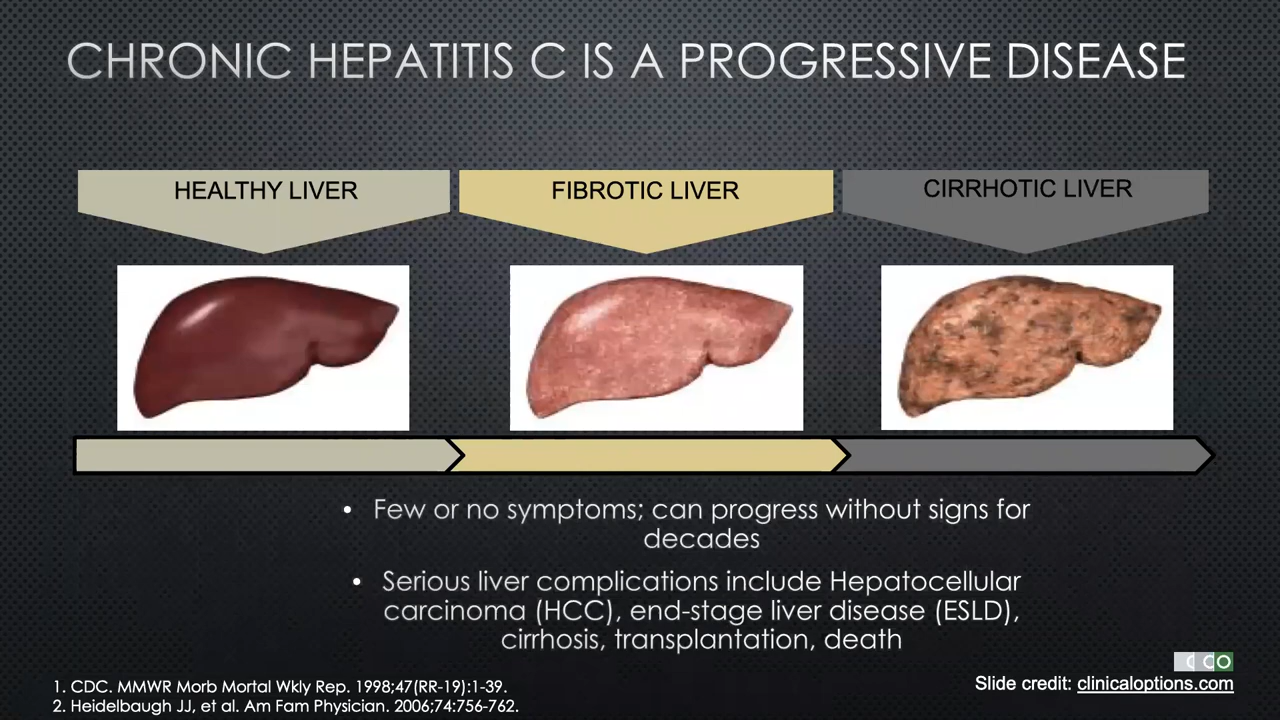 CHRONIC HEPATITIS C IS A PROGRESSIVE DISEASE
HEALTHY LIVER
FIBROTIC LIVER
CIRRHOTIC LIVER
• Few or no symptoms; can progress without signs for
decades
• Serious liver complications include Hepatocellular
carcinoma (HCC), end-stage liver disease (ESLD),
cirrhosis, transplantation, death
CCO
Slide credit: clinicaloptions.com
1. CDC. MMWR Morb Mortal Wkly Rep. 1998;47(RR-19):1-39.
2. Heidelbaugh JJ, et al. Am Fam Physician. 2006;74:756-762.